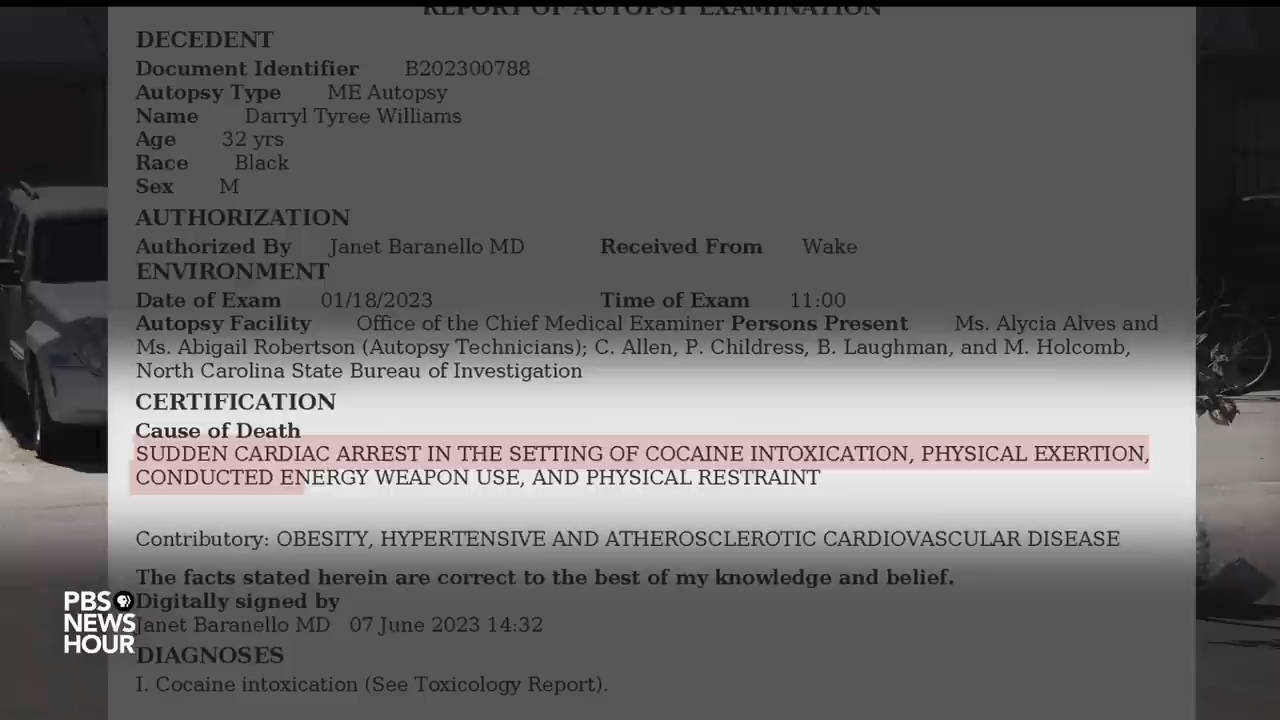 REPORT OF AUTOPSY EXAMINATION
DECEDENT
Document Identifier B202300788
Autopsy Type ME Autopsy
Name Darryl Tyree Williams
Age 32 yrs
Race Black
Sex M
AUTHORIZATION
Authorized By Janet Baranello MD Received From Wake
ENVIRONMENT
Date of Exam 01/18/2023 Time of Exam 11:00
Autopsy Facility Office of the Chief Medical Examiner Persons Present Ms. Alycia Alves and
Ms. Abigail Robertson (Autopsy Technicians); C. Allen, P. Childress, B. Laughman, and M. Holcomb,
North Carolina State Bureau of Investigation
CERTIFICATION
Cause of Death
SUDDEN CARDIAC ARREST IN THE SETTING OF COCAINE INTOXICATION, PHYSICAL EXERTION,
CONDUCTED ENERGY WEAPON USE, AND PHYSICAL RESTRAINT
Contributory: OBESITY, HYPERTENSIVE AND ATHEROSCLEROTIC CARDIOVASCULAR DISEASE
The facts stated herein are correct to the best of my knowledge and belief.
Digitally signed by
Janet Baranello MD 07 June 2023 14:32
DIAGNOSES
I. Cocaine intoxication (See Toxicology Report).
PBS
NEWS
HOUR